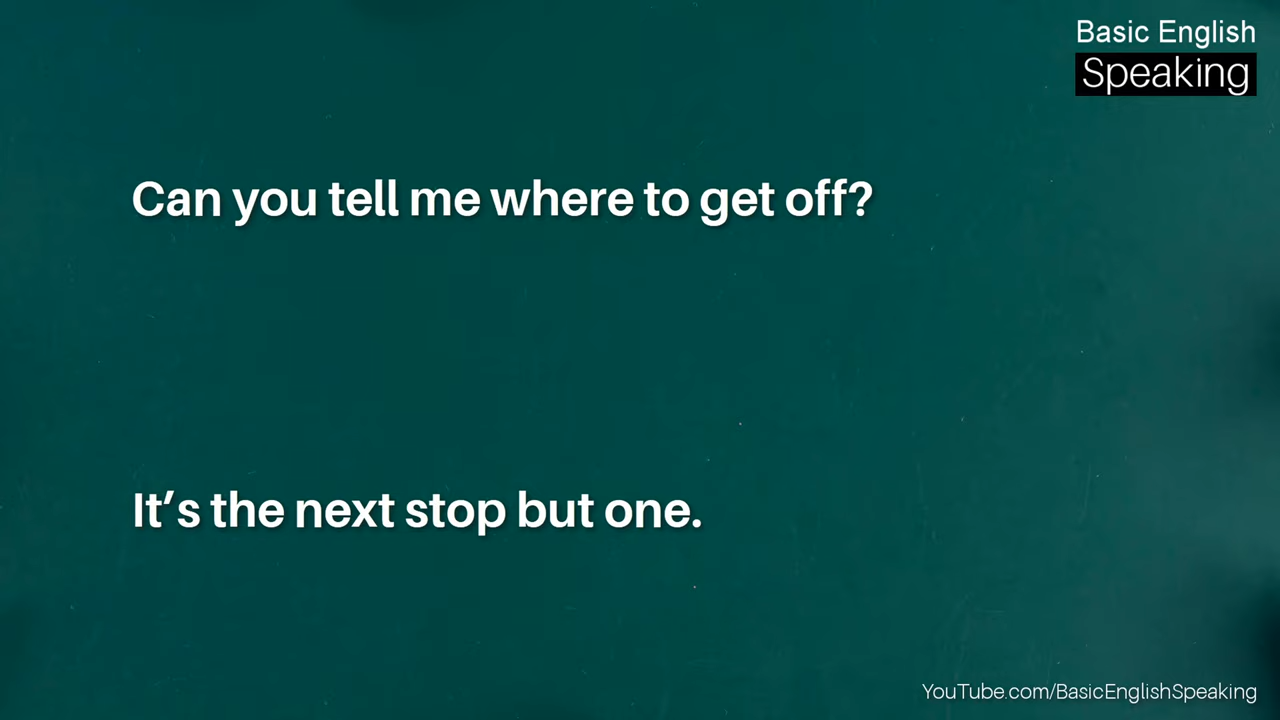 Basic English
Speaking
Can you tell me where to get off?
It’s the next stop but one.
YouTube.com/BasicEnglishSpeaking